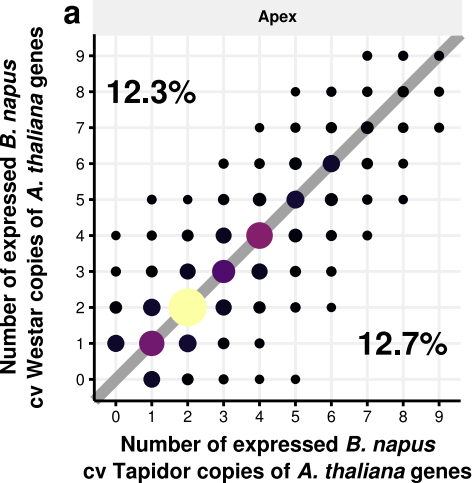 a
Apex
Number of expressed B. napus
cv Westar copies of A. thaliana genes
9
8
7
6
5
4
3
2
1
0
12.3%
12.7%
0 1 2 3 4 5 6 7 8 9
Number of expressed B. napus
cv Tapidor copies of A. thaliana genes